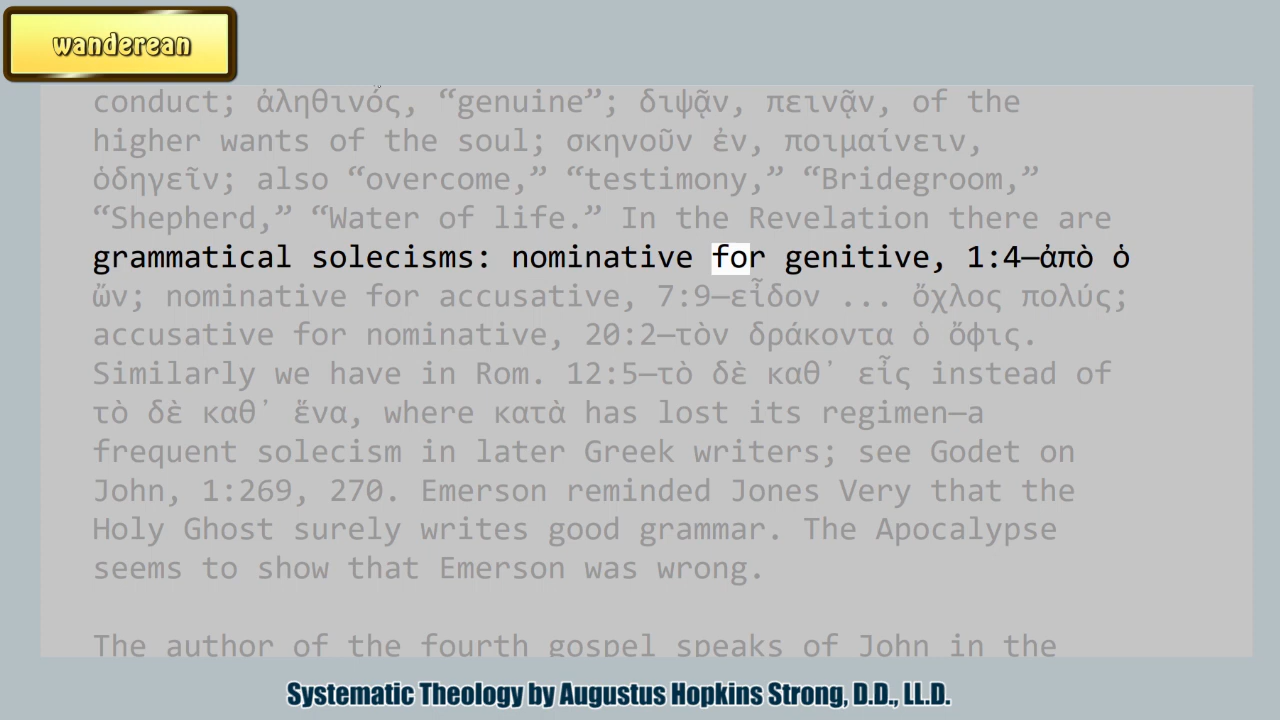 wanderean
conduct; ἀληθινός, “genuine”; διψᾷν, πεινᾷν, of the
higher wants of the soul; σκηνοῦν ἐν, ποιμαίνειν,
ὁδηγεῖν; also “overcome,” “testimony,” “Bridegroom,”
“Shepherd,” “Water of life.” In the Revelation there are
grammatical solecisms: nominative for genitive, 1:4—ἀπὸ ὁ
ὤν; nominative for accusative, 7:9—εἶδον ... ὄχλος πολύς;
accusative for nominative, 20:2—τὸν δράκοντα ὁ ὄφις.
Similarly we have in Rom. 12:5—τὸ δὲ καθ᾽ εἷς instead of
τὸ δὲ καθ᾽ ἕνα, where κατὰ has lost its regimen—a
frequent solecism in later Greek writers; see Godet on
John, 1:269, 270. Emerson reminded Jones Very that the
Holy Ghost surely writes good grammar. The Apocalypse
seems to show that Emerson was wrong.
The author of the fourth gospel speaks of John in the
Systematic Theology by Augustus Hopkins Strong, D.D., LL.D.